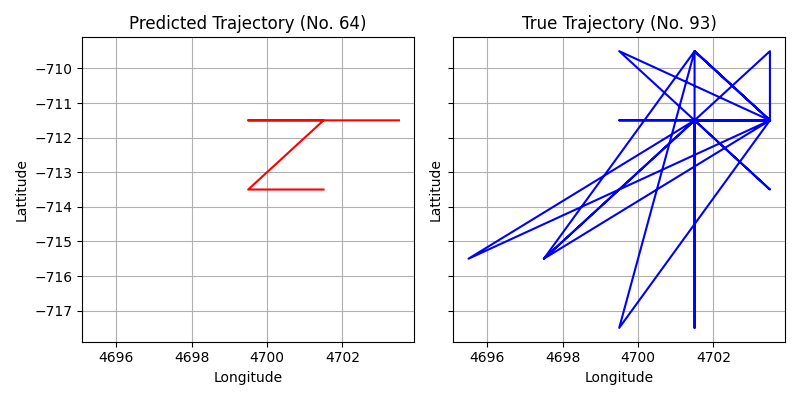 Predicted Trajectory (No. 64)
True Trajectory (No. 93)
Lattitude
−710
−711
−712
−713
−714
−715
−716
−717
4696
4698
4700
4702
Longitude
Lattitude
4696
4698
4700
4702
Longitude